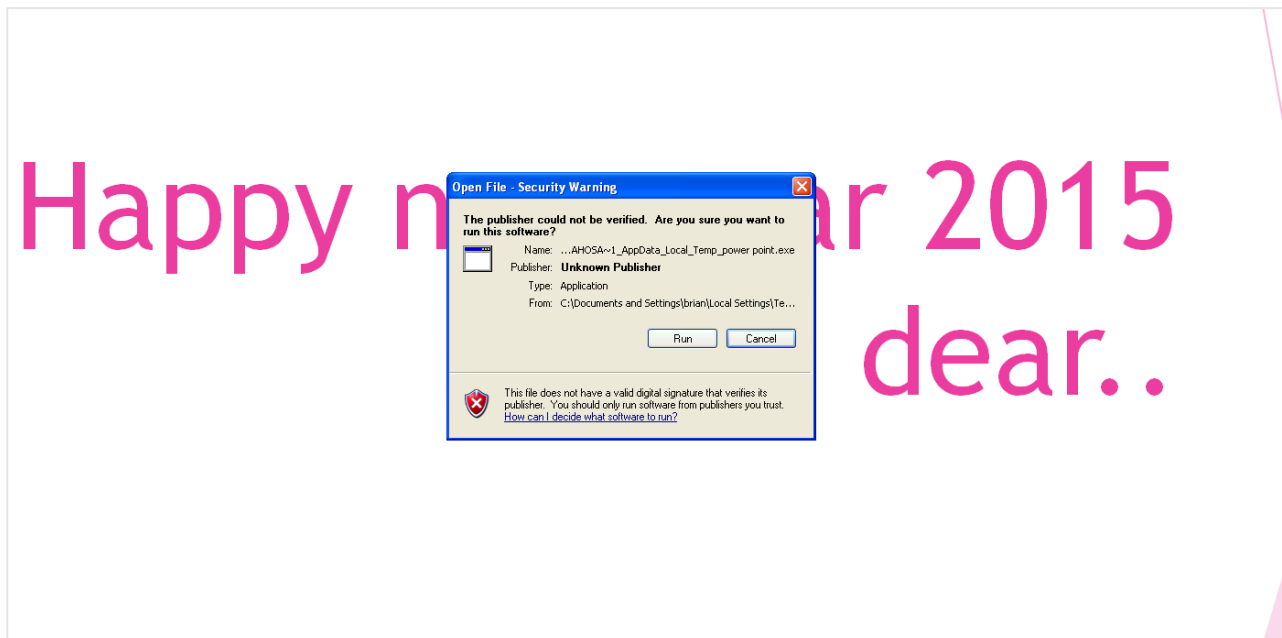 Happy n ar 2015
dear..
Open File - Security Warning
The publisher could not be verified. Are you sure you want to
run this software?
Name: ...AHOSA~1_AppData_Local_Temp_power point.exe
Publisher: Unknown Publisher
Type: Application
From: C:\Documents and Settings\brian\Local Settings\Te...
Run Cancel
This file does not have a valid digital signature that verifies its
publisher. You should only run software from publishers you trust.
How can I decide what software to run?